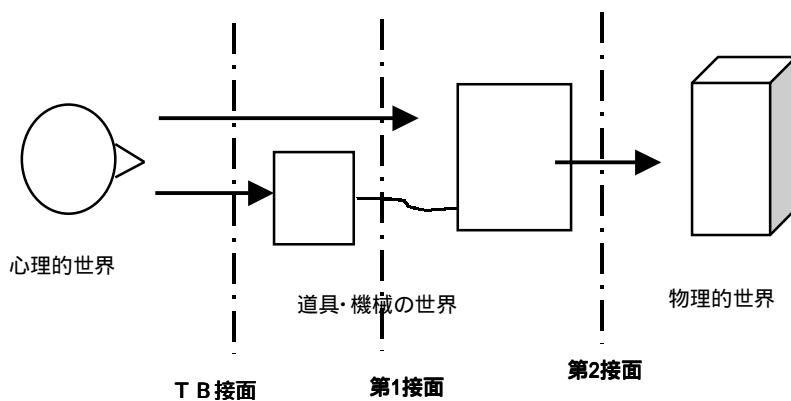 心理的世界
道具・機械の世界
物理的世界
ＴＢ接面
第1接面
第2接面